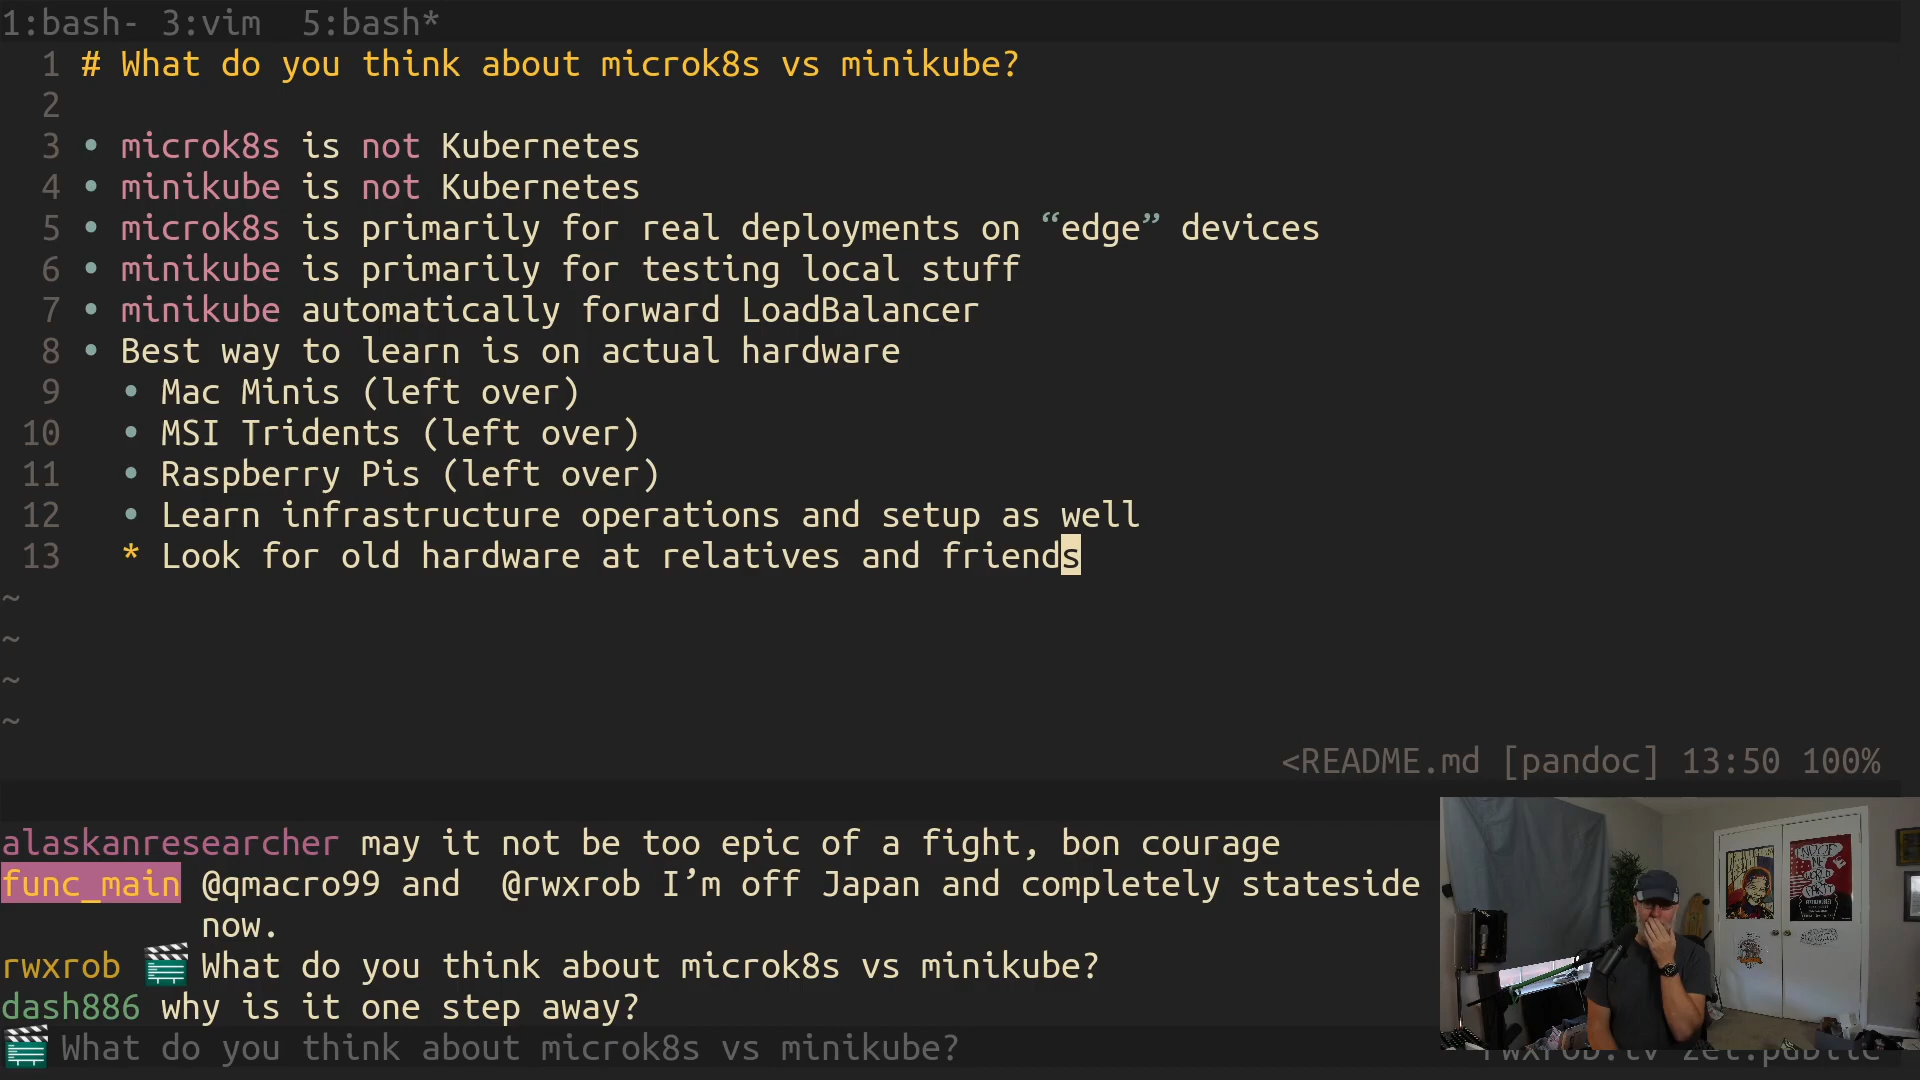 1:bash- 3:vim  5:bash*
1 # What do you think about microk8s vs minikube?
2
3 • microk8s is not Kubernetes
4 • minikube is not Kubernetes
5 • microk8s is primarily for real deployments on “edge” devices
6 • minikube is primarily for testing local stuff
7 • minikube automatically forward LoadBalancer
8 • Best way to learn is on actual hardware
9 • Mac Minis (left over)
10 • MSI Tridents (left over)
11 • Raspberry Pis (left over)
12 • Learn infrastructure operations and setup as well
13 * Look for old hardware at relatives and friends
~
~
~
~
<README.md [pandoc] 13:50 100%
alaskanresearcher may it not be too epic of a fight, bon courage
func_main @qmacro99 and  @rwxrob I’m off Japan and completely stateside
now.
rwxrob 🎬 What do you think about microk8s vs minikube?
dash886 why is it one step away?
🎬 What do you think about microk8s vs minikube? rwxrob.tv zet.public